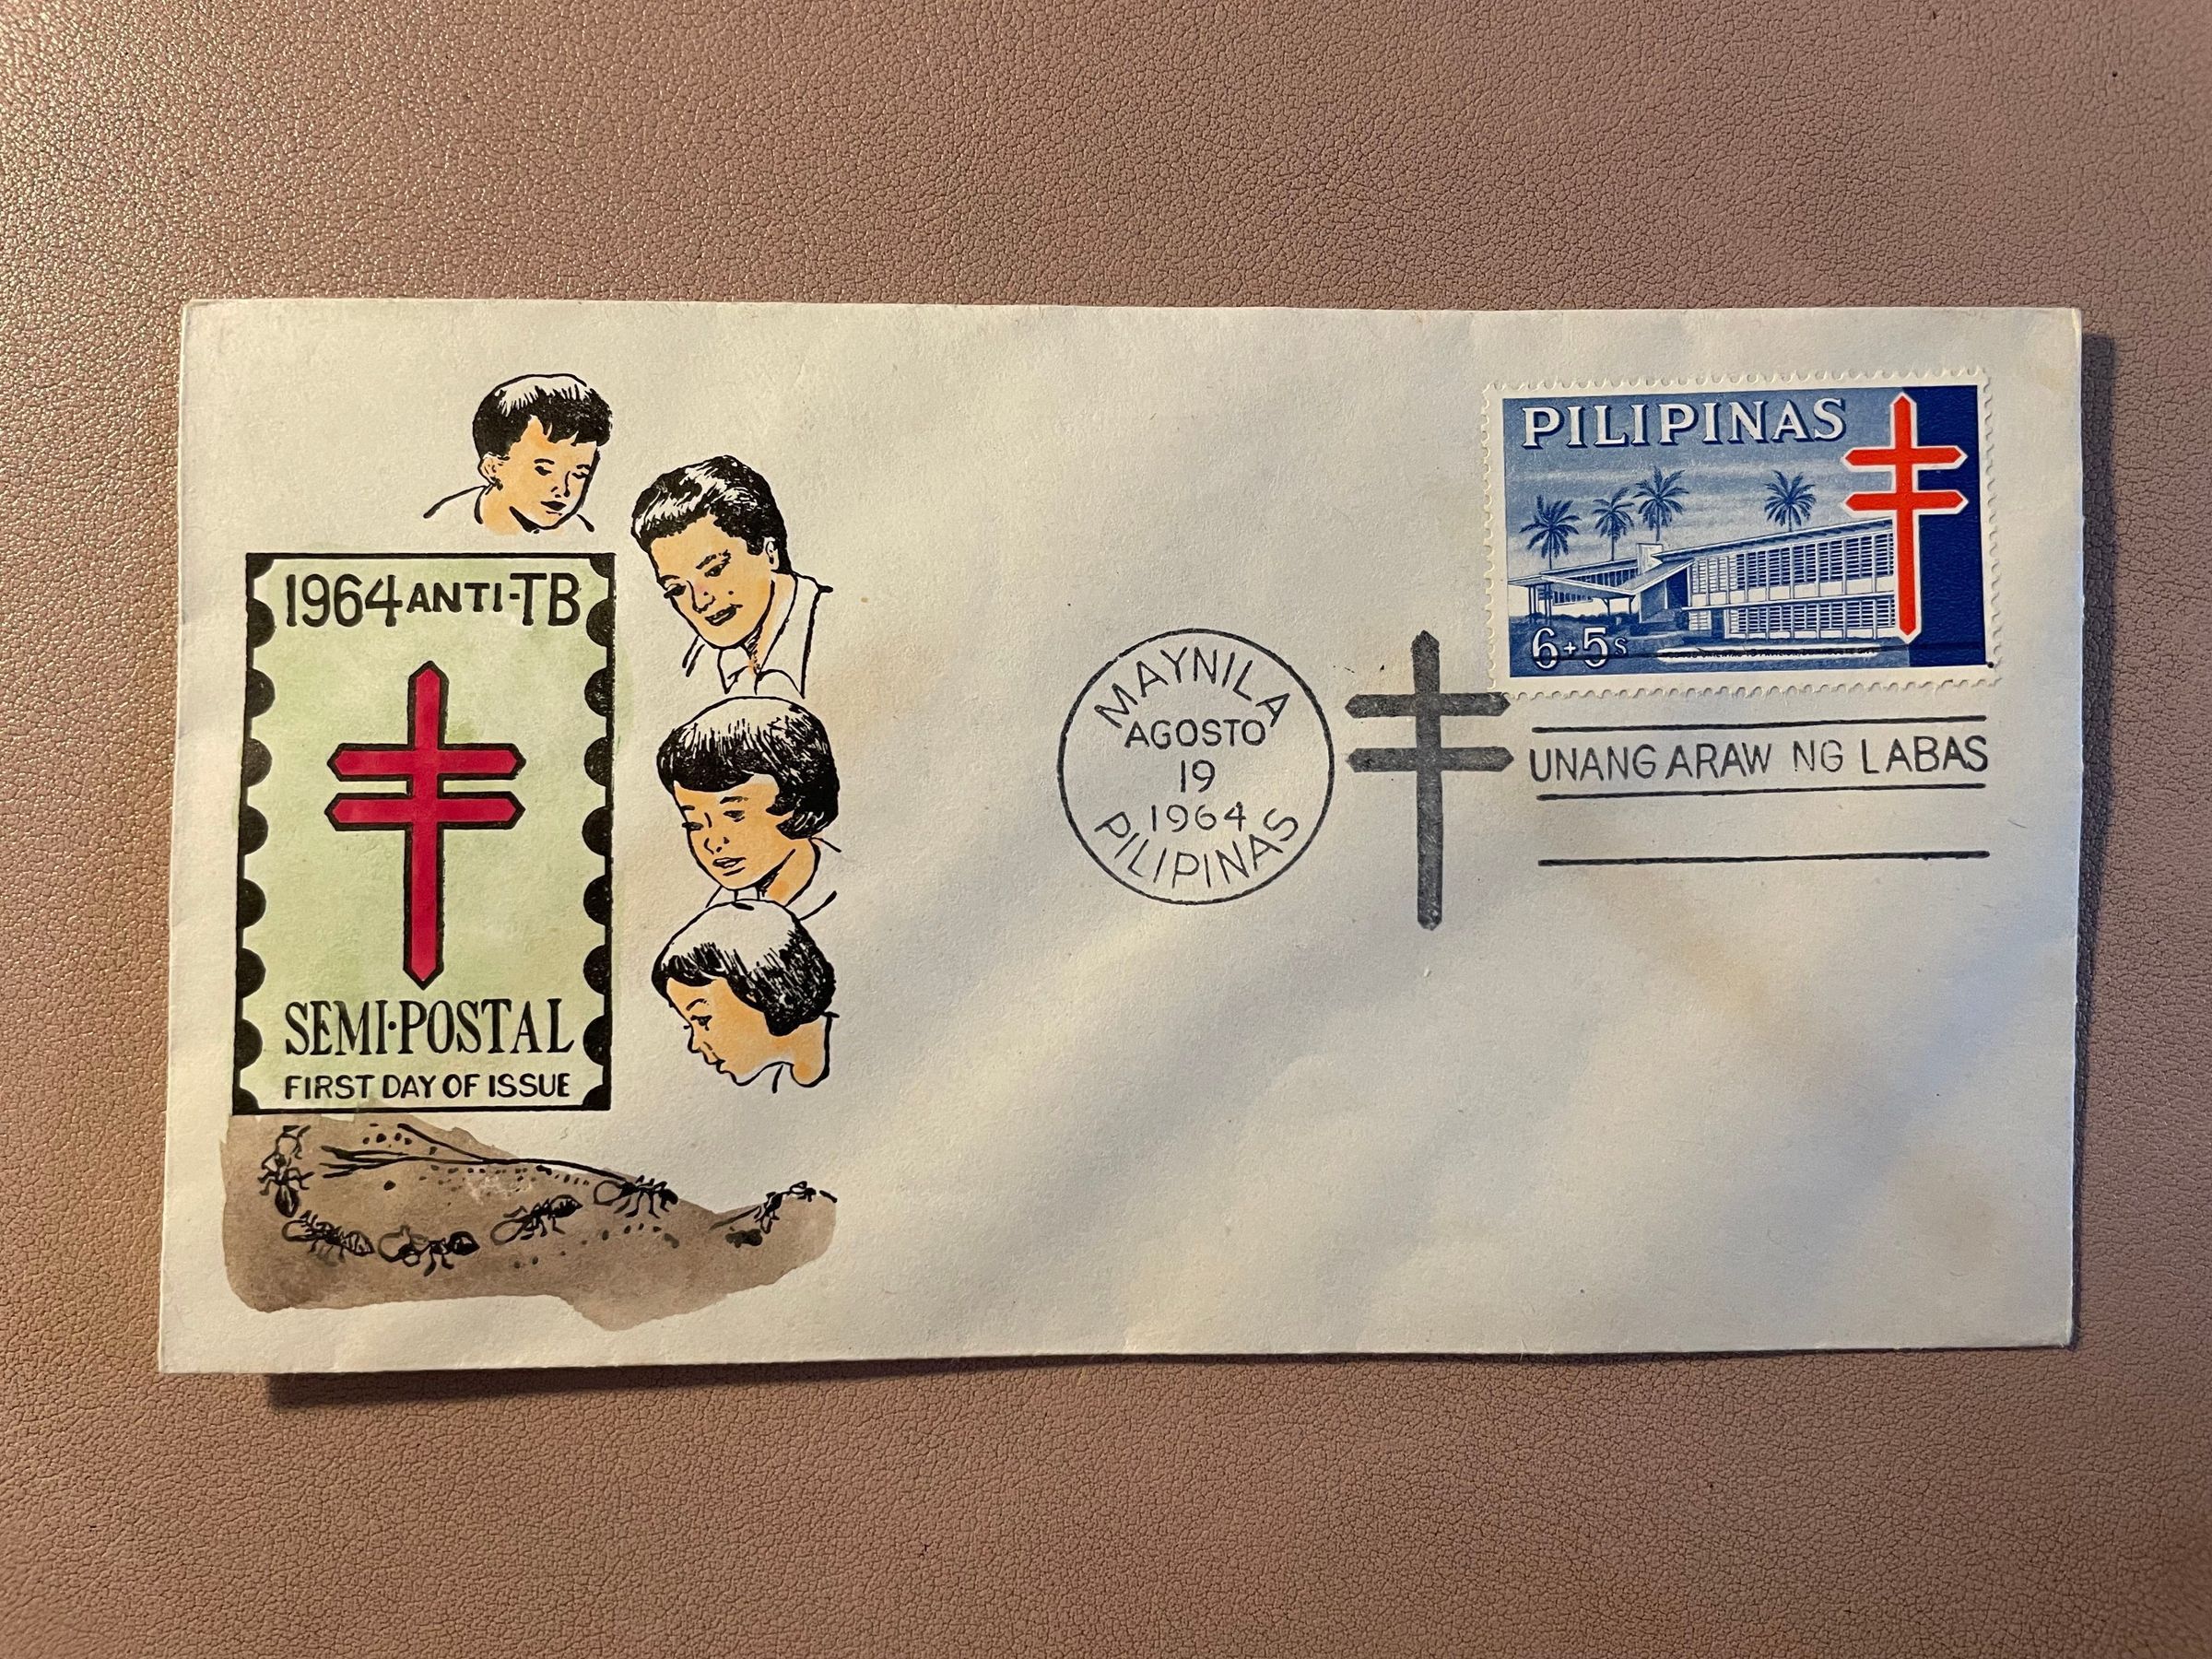 1964 ANTI-TB
SEMI-POSTAL
FIRST DAY OF ISSUE
MAYNILA
AGOSTO
19
1964
PILIPINAS
PILIPINAS
6+5s
UNANG ARAW NG LABAS